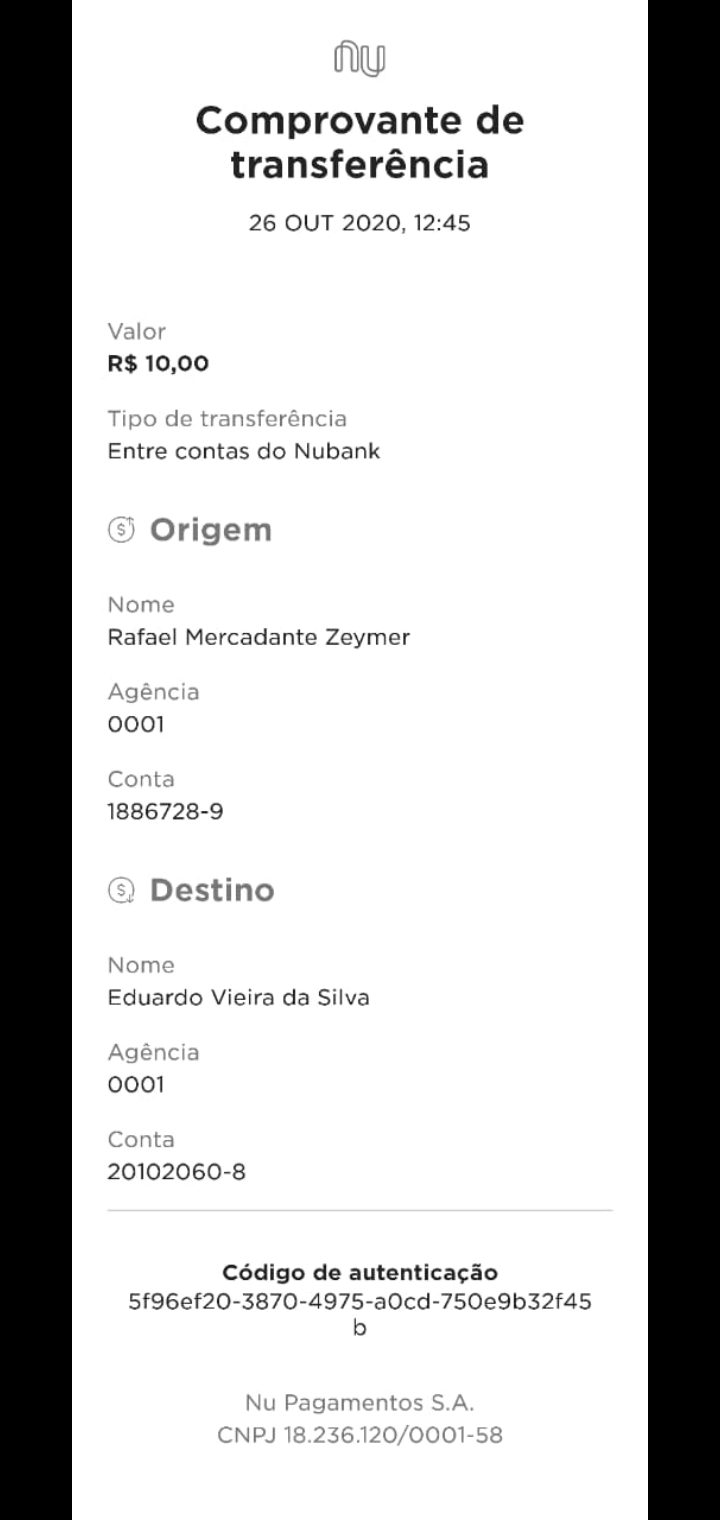 nu
Comprovante de
transferência
26 OUT 2020, 12:45
Valor
R$ 10,00
Tipo de transferência
Entre contas do Nubank
Origem
Nome
Rafael Mercadante Zeymer
Agência
0001
Conta
1886728-9
Destino
Nome
Eduardo Vieira da Silva
Agência
0001
Conta
20102060-8
Código de autenticação
5f96ef20-3870-4975-a0cd-750e9b32f45
b
Nu Pagamentos S.A.
CNPJ 18.236.120/0001-58